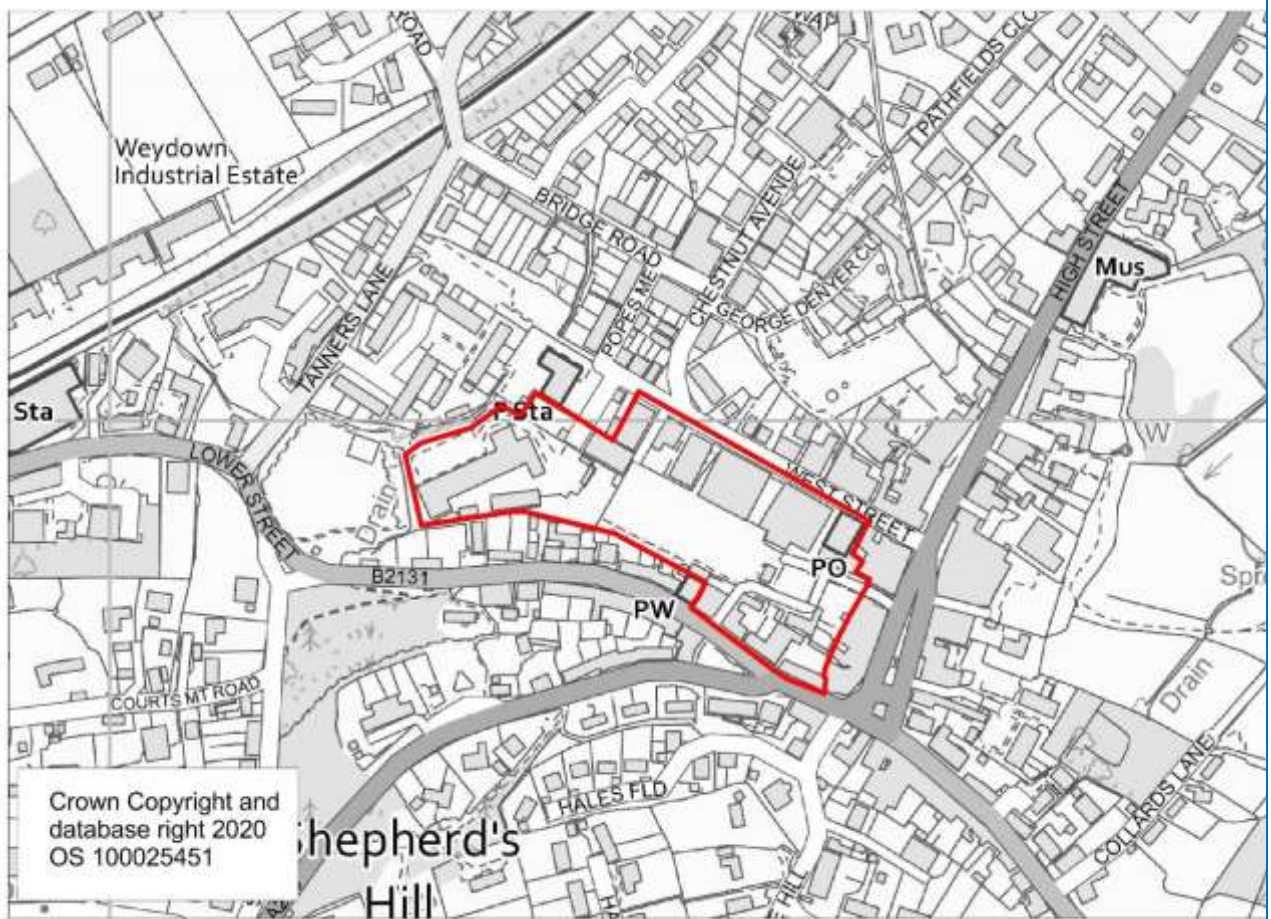 ROAD
PATHFIELDS CLO
Weydown
Industrial Estate
BRIDGE ROAD
CHESTNUT AVENUE
HIGH STREET
Mus
TANNERS LANE
POPES ME
GEORGE DENYER CL
Sta
P Sta
W
LOWER STREET
Drain
WEST STREET
PO
Spr
B2131
PW
COURTS MT ROAD
Drain
HALES FLD
COLLARDS LANE
Crown Copyright and
database right 2020
OS 100025451
Shepherd's
Hill
E HILL